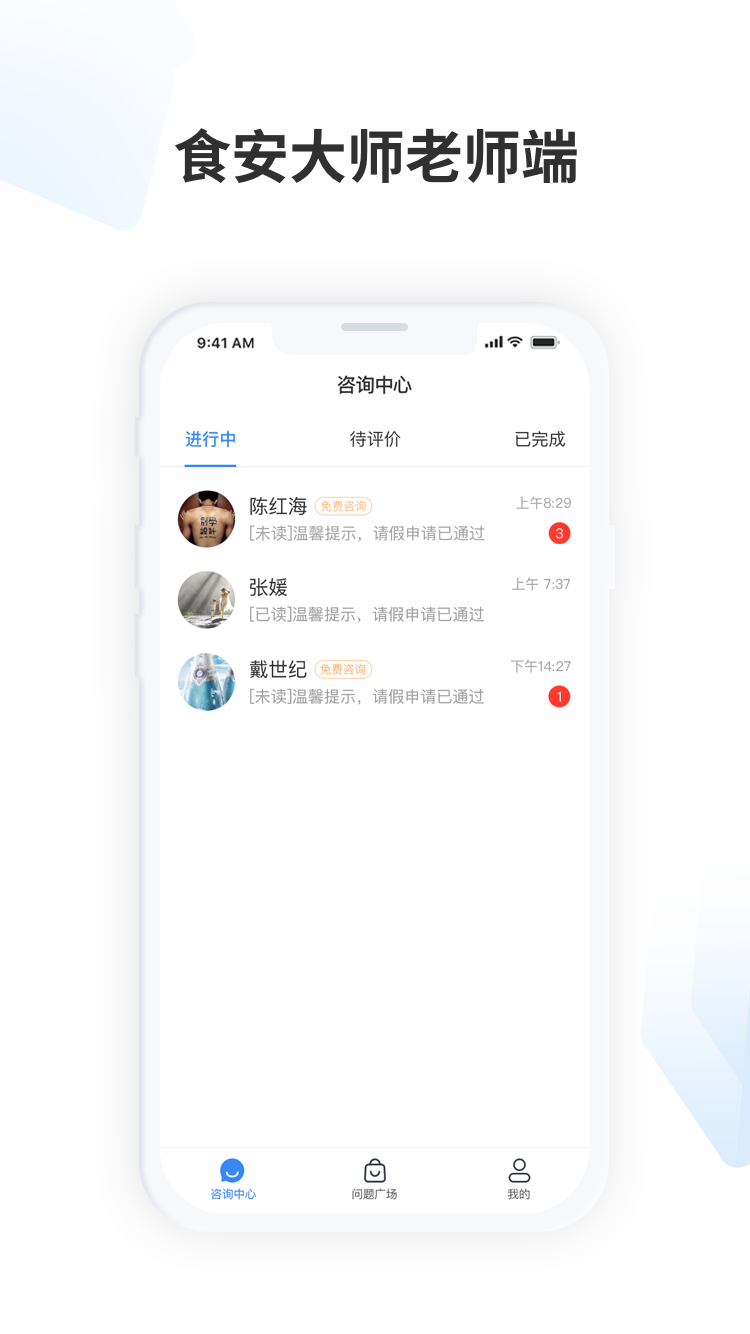 食安大师老师端
9:41 AM
咨询中心
进行中 待评价 已完成
陈红海 免费咨询 上午8:29
[未读]温馨提示，请假申请已通过 3
张媛 上午 7:37
[已读]温馨提示，请假申请已通过
戴世纪 免费咨询 下午14:27
[未读]温馨提示，请假申请已通过 1
咨询中心 问题广场 我的